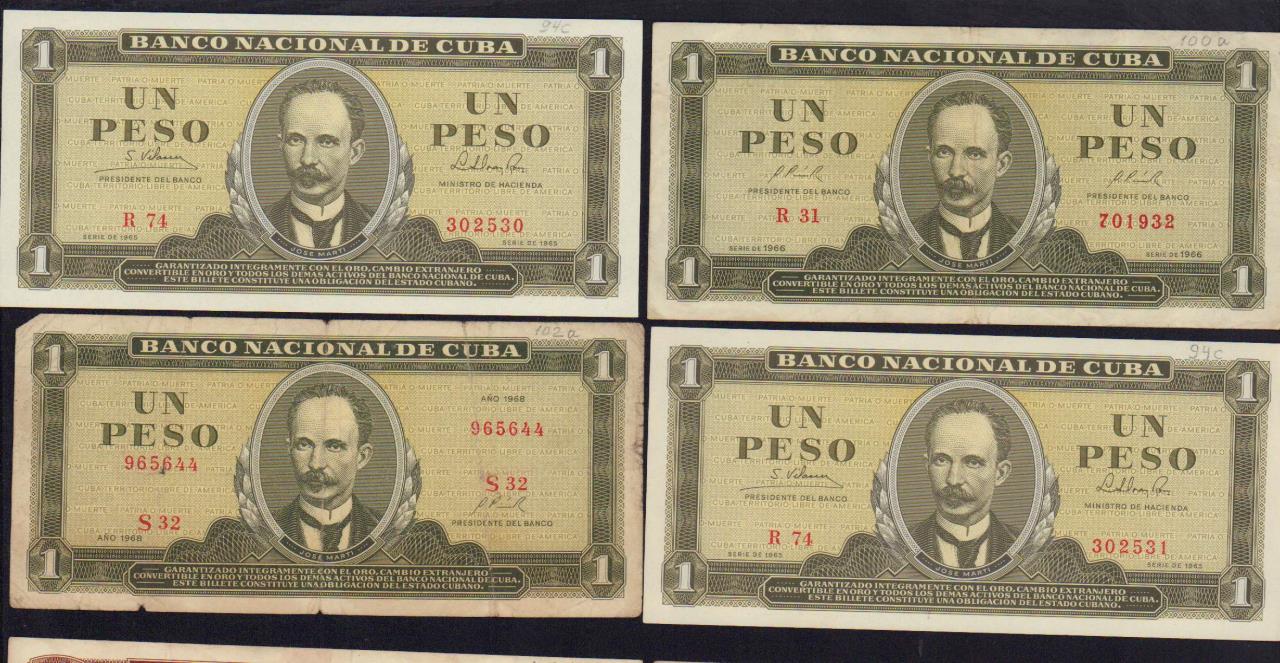 94c
BANCO NACIONAL DE CUBA
1 1
UN PESO
UN PESO
PRESIDENTE DEL BANCO
MINISTRO DE HACIENDA
R 74
302530
SERIE DE 1965
SERIE DE 1965
JOSE MARTI
1 1
GARANTIZADO INTEGRAMENTE CON EL ORO, CAMBIO EXTRANJERO
CONVERTIBLE EN ORO Y TODOS LOS DEMAS ACTIVOS DEL BANCO NACIONAL DE CUBA.
ESTE BILLETE CONSTITUYE UNA OBLIGACION DEL ESTADO CUBANO.
100a
BANCO NACIONAL DE CUBA
1 1
UN PESO
UN PESO
PRESIDENTE DEL BANCO
PRESIDENTE DEL BANCO
R 31
701932
SERIE DE 1966
SERIE DE 1966
JOSE MARTI
1 1
GARANTIZADO INTEGRAMENTE CON EL ORO, CAMBIO EXTRANJERO
CONVERTIBLE EN ORO Y TODOS LOS DEMAS ACTIVOS DEL BANCO NACIONAL DE CUBA.
ESTE BILLETE CONSTITUYE UNA OBLIGACION DEL ESTADO CUBANO.
102a
BANCO NACIONAL DE CUBA
1 1
UN PESO
AÑO 1968
965644
965644
S 32
S 32
PRESIDENTE DEL BANCO
AÑO 1968
JOSE MARTI
1 1
GARANTIZADO INTEGRAMENTE CON EL ORO, CAMBIO EXTRANJERO
CONVERTIBLE EN ORO Y TODOS LOS DEMAS ACTIVOS DEL BANCO NACIONAL DE CUBA.
ESTE BILLETE CONSTITUYE UNA OBLIGACION DEL ESTADO CUBANO.
94c
BANCO NACIONAL DE CUBA
1 1
UN PESO
UN PESO
PRESIDENTE DEL BANCO
MINISTRO DE HACIENDA
R 74
302531
SERIE DE 1965
SERIE DE 1965
JOSE MARTI
1 1
GARANTIZADO INTEGRAMENTE CON EL ORO, CAMBIO EXTRANJERO
CONVERTIBLE EN ORO Y TODOS LOS DEMAS ACTIVOS DEL BANCO NACIONAL DE CUBA.
ESTE BILLETE CONSTITUYE UNA OBLIGACION DEL ESTADO CUBANO.